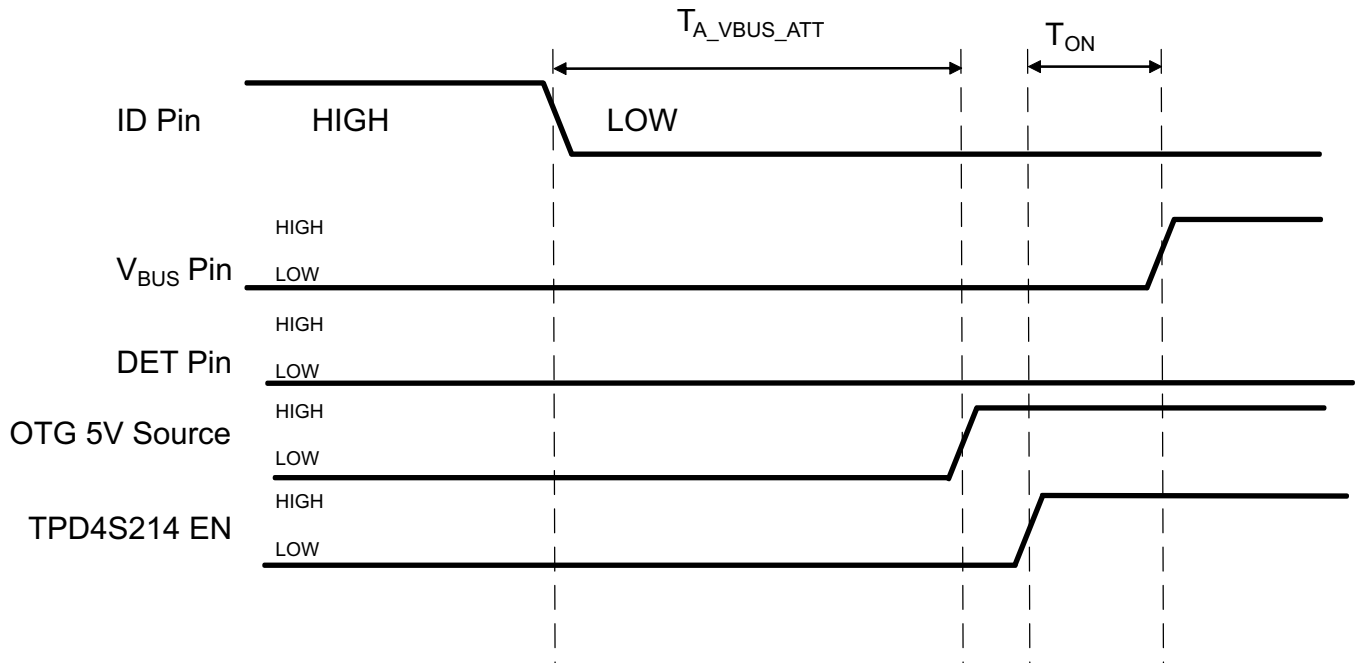 T_A_VBUS_ATT
T_ON
ID Pin HIGH LOW
HIGH
V_BUS Pin LOW
HIGH
DET Pin LOW
HIGH
OTG 5V Source
LOW
HIGH
TPD4S214 EN
LOW